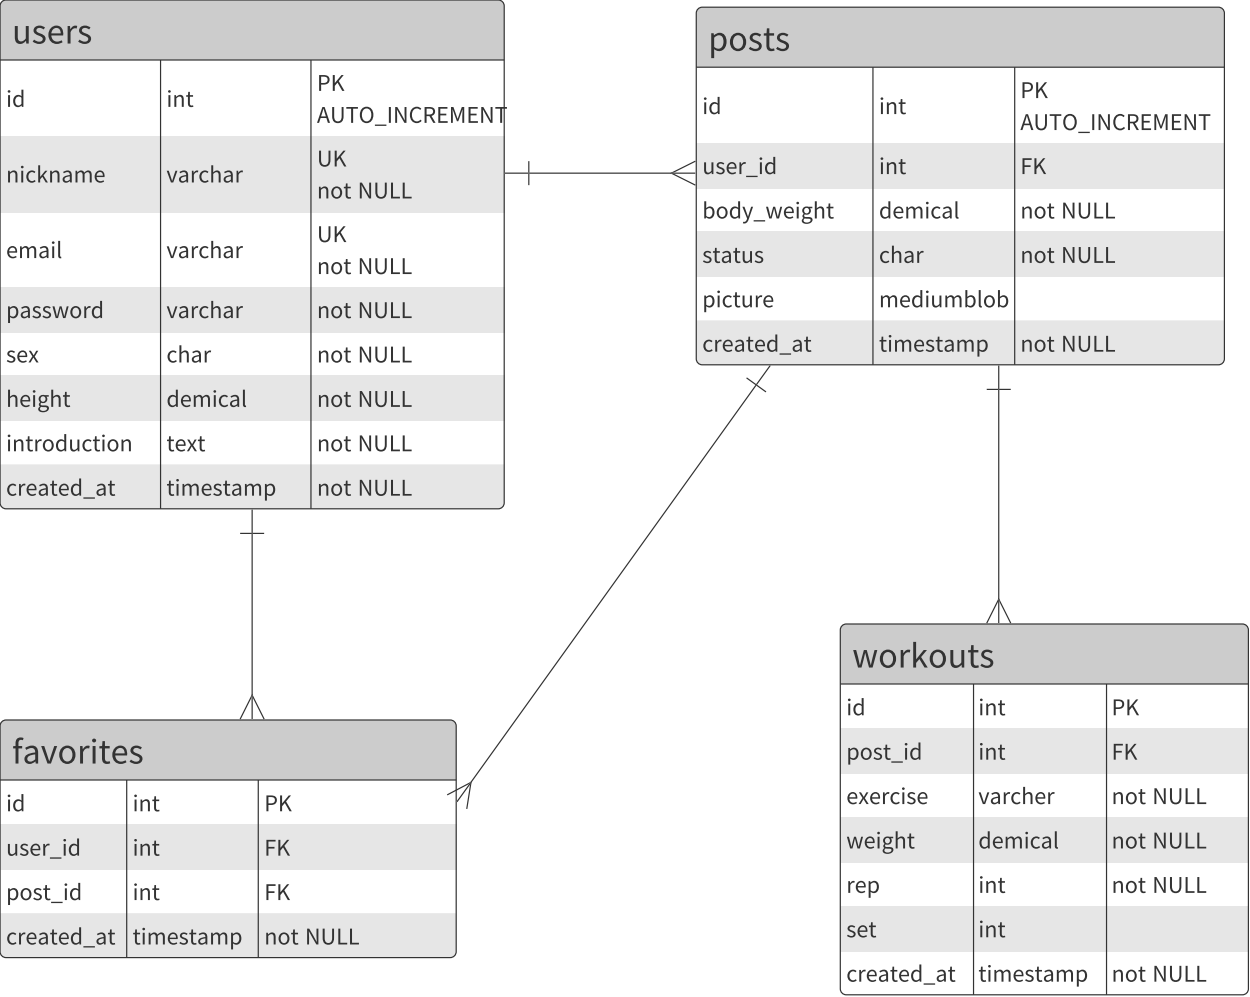 users
id int PK
AUTO_INCREMENT
nickname varchar UK
not NULL
email varchar UK
not NULL
password varchar not NULL
sex char not NULL
height demical not NULL
introduction text not NULL
created_at timestamp not NULL
posts
id int PK
AUTO_INCREMENT
user_id int FK
body_weight demical not NULL
status char not NULL
picture mediumblob
created_at timestamp not NULL
favorites
id int PK
user_id int FK
post_id int FK
created_at timestamp not NULL
workouts
id int PK
post_id int FK
exercise varcher not NULL
weight demical not NULL
rep int not NULL
set int
created_at timestamp not NULL